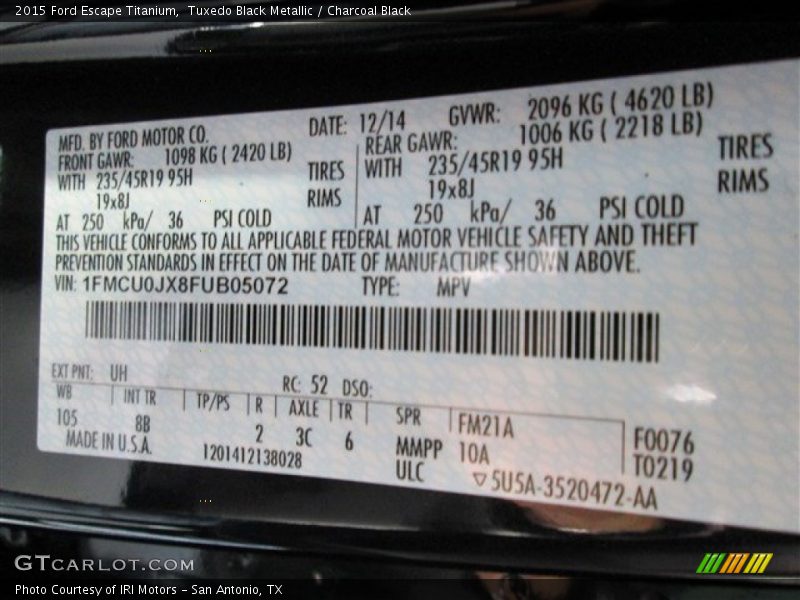 2015 Ford Escape Titanium,  Tuxedo Black Metallic / Charcoal Black
MFD. BY FORD MOTOR CO. DATE: 12/14 GVWR: 2096 KG ( 4620 LB)
FRONT GAWR: 1098 KG ( 2420 LB) REAR GAWR: 1006 KG ( 2218 LB)
WITH 235/45R19 95H TIRES WITH 235/45R19 95H TIRES
19x8J RIMS 19x8J RIMS
AT 250 kPa/ 36 PSI COLD AT 250 kPa/ 36 PSI COLD
THIS VEHICLE CONFORMS TO ALL APPLICABLE FEDERAL MOTOR VEHICLE SAFETY AND THEFT
PREVENTION STANDARDS IN EFFECT ON THE DATE OF MANUFACTURE SHOWN ABOVE.
VIN: 1FMCU0JX8FUB05072 TYPE: MPV
EXT PNT: UH RC: 52 DSO:
WB INT TR TP/PS R AXLE TR SPR FM21A F0076
105 8B 2 3C 6 MMPP 10A T0219
MADE IN U.S.A. 1201412138028 ULC ▽5U5A-3520472-AA
GTCARLOT.COM
Photo Courtesy of IRI Motors – San Antonio, TX